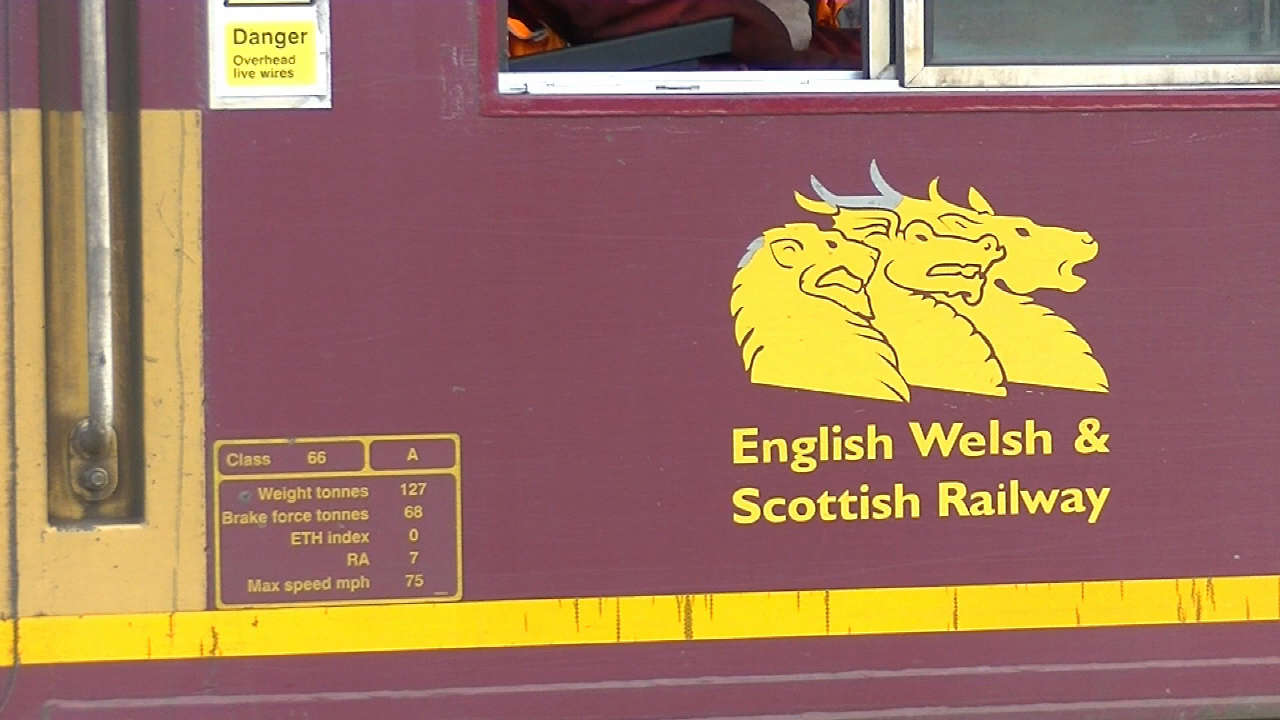 Danger
Overhead
live wires
English Welsh &
Scottish Railway
Class 66 A
Weight tonnes 127
Brake force tonnes 68
ETH index 0
RA 7
Max speed mph 75